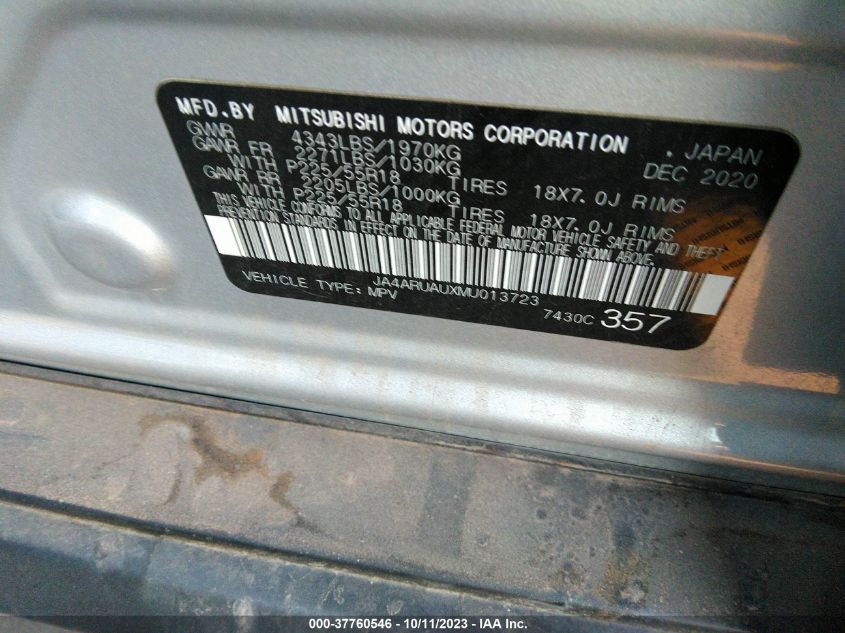 MFD.BY MITSUBISHI MOTORS CORPORATION . JAPAN
GVWR 4343LBS/1970KG DEC 2020
GAWR FR 2271LBS/1030KG
WITH P225/55R18 TIRES 18X7.0J RIMS
GAWR RR 2205LBS/1000KG
WITH P225/55R18 TIRES 18X7.0J RIMS
THIS VEHICLE CONFORMS TO ALL APPLICABLE FEDERAL MOTOR VEHICLE SAFETY AND THEFT
PREVENTION STANDARDS IN EFFECT ON THE DATE OF MANUFACTURE SHOWN ABOVE.
JA4ARUAUXMU013723
VEHICLE TYPE: MPV
7430C 357
000-37760546 - 10/11/2023 - IAA Inc.